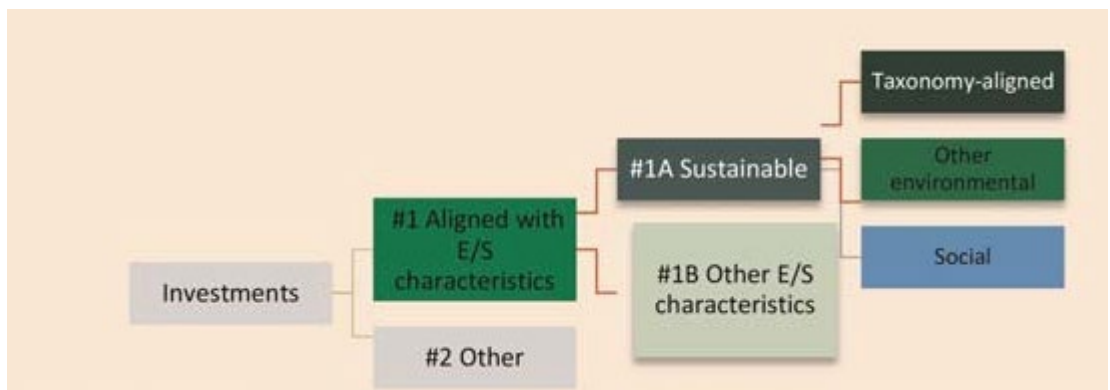 Investments
#1 Aligned with
E/S
characteristics
#2 Other
#1A Sustainable
#1B Other E/S
characteristics
Taxonomy-aligned
Other
environmental
Social